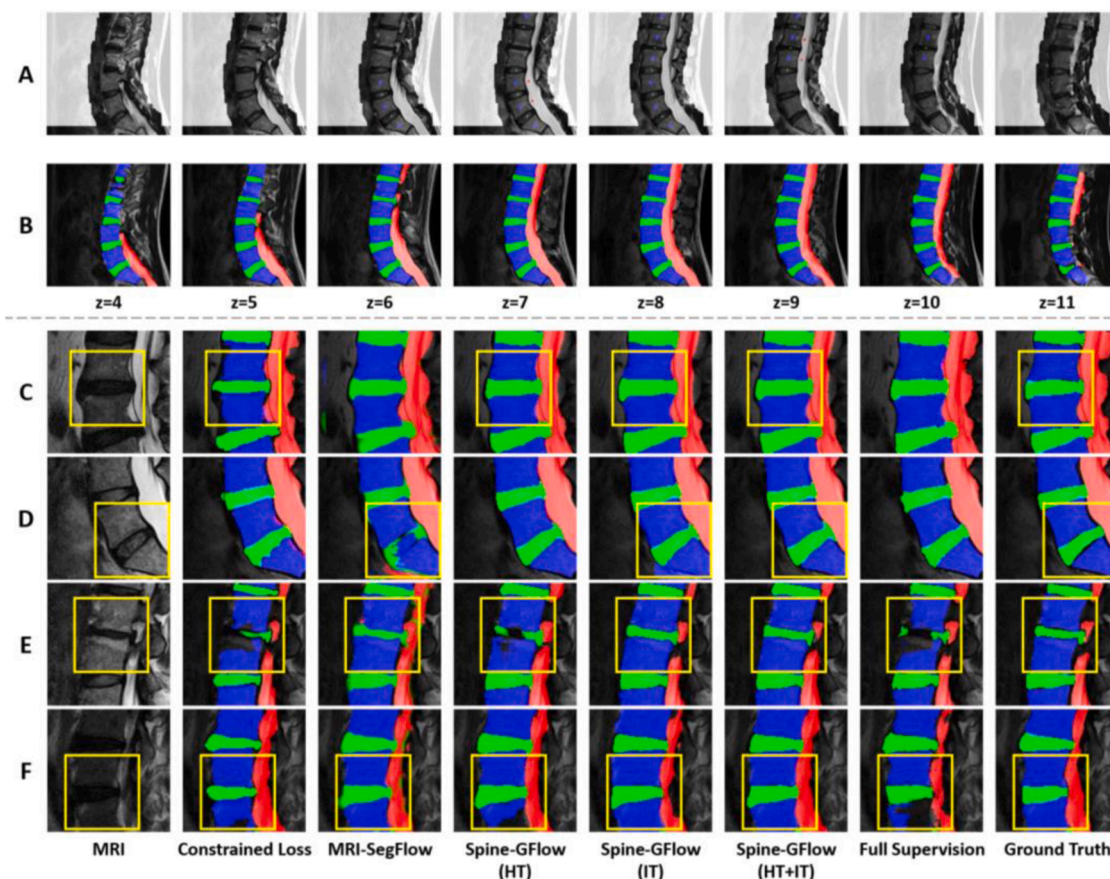 A
B
z=4 z=5 z=6 z=7 z=8 z=9 z=10 z=11
C
D
E
F
MRI Constrained Loss MRI-SegFlow Spine-GFlow Spine-GFlow Spine-GFlow Full Supervision Ground Truth
(HT) (IT) (HT+IT)